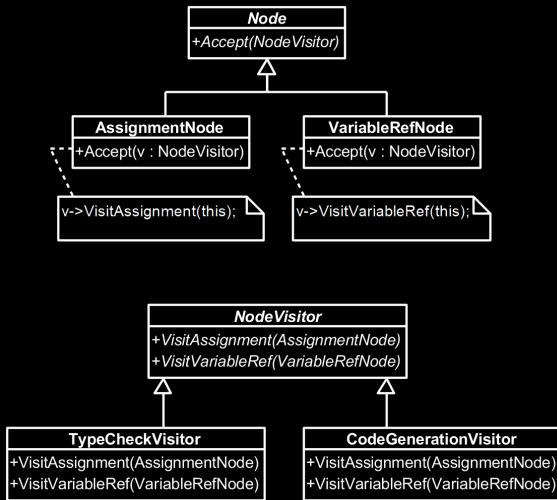 Node
+Accept(NodeVisitor)
AssignmentNode
+Accept(v : NodeVisitor)
VariableRefNode
+Accept(v : NodeVisitor)
v->VisitAssignment(this);
v->VisitVariableRef(this);
NodeVisitor
+VisitAssignment(AssignmentNode)
+VisitVariableRef(VariableRefNode)
TypeCheckVisitor
+VisitAssignment(AssignmentNode)
+VisitVariableRef(VariableRefNode)
CodeGenerationVisitor
+VisitAssignment(AssignmentNode)
+VisitVariableRef(VariableRefNode)